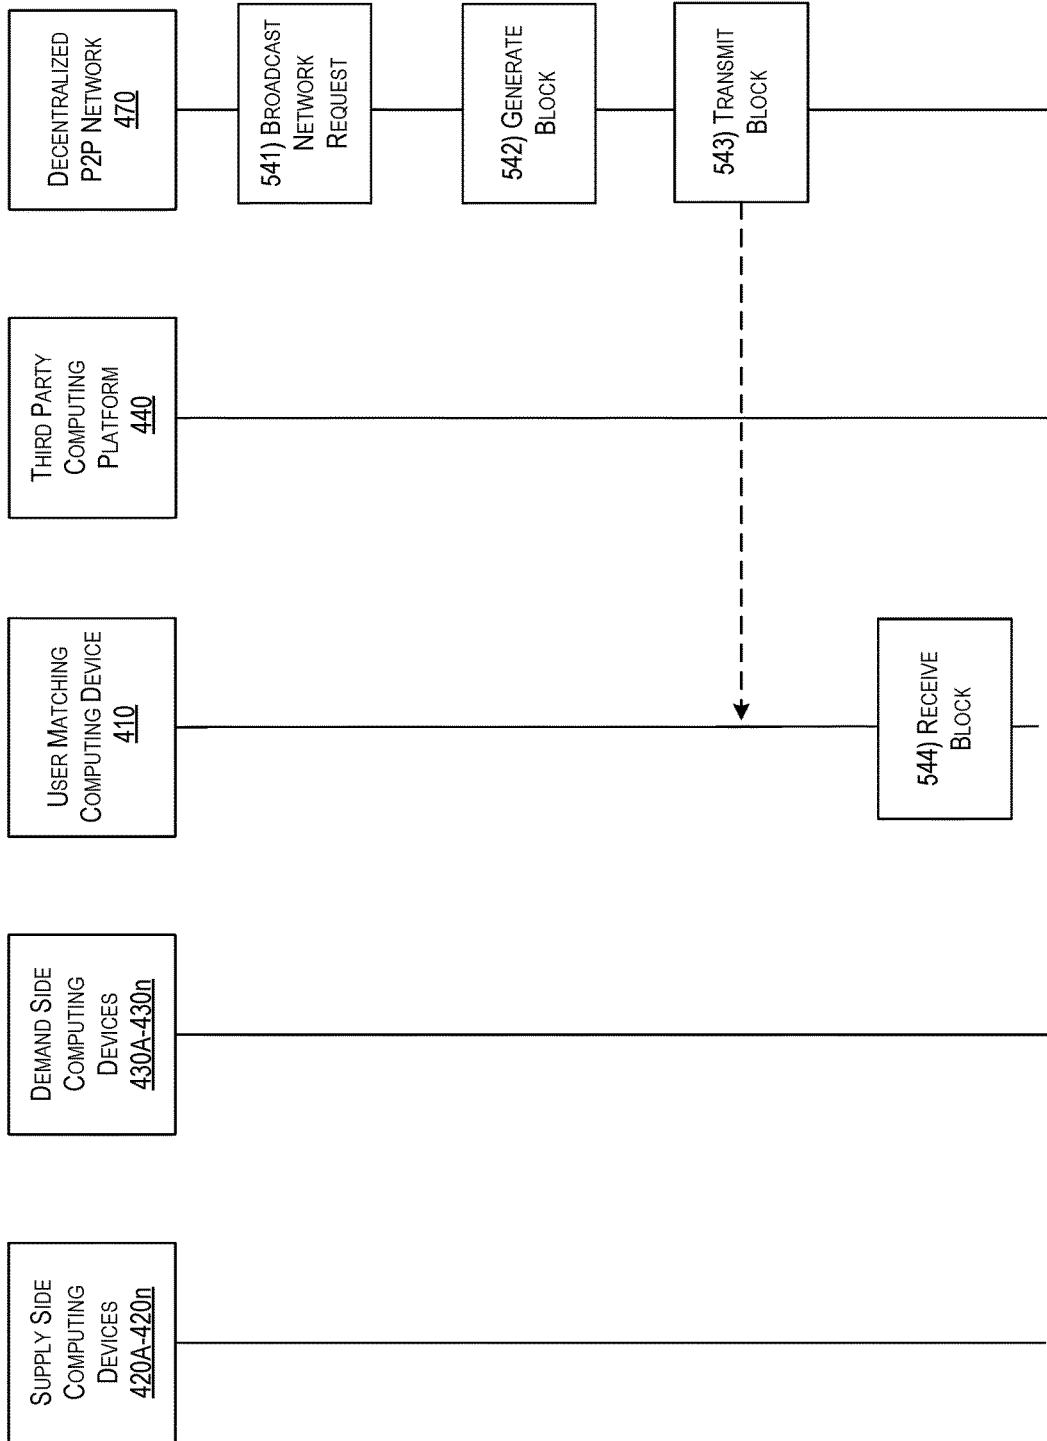 SUPPLY SIDE
COMPUTING
DEVICES
420A-420n
DEMAND SIDE
COMPUTING
DEVICES
430A-430n
USER MATCHING
COMPUTING DEVICE
410
THIRD PARTY
COMPUTING
PLATFORM
440
DECENTRALIZED
P2P NETWORK
470
541) BROADCAST
NETWORK
REQUEST
542) GENERATE
BLOCK
543) TRANSMIT
BLOCK
544) RECEIVE
BLOCK